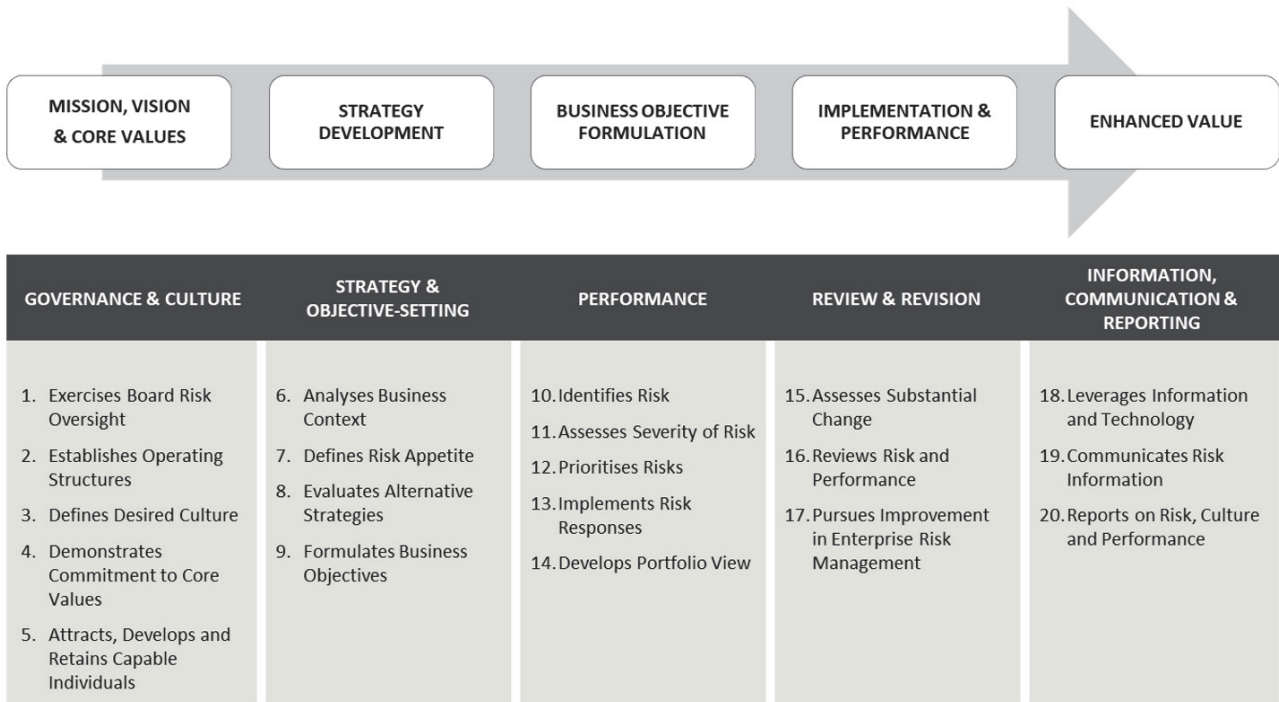 MISSION, VISION
& CORE VALUES
STRATEGY
DEVELOPMENT
BUSINESS OBJECTIVE
FORMULATION
IMPLEMENTATION &
PERFORMANCE
ENHANCED VALUE
GOVERNANCE & CULTURE
STRATEGY &
OBJECTIVE-SETTING
PERFORMANCE
REVIEW & REVISION
INFORMATION,
COMMUNICATION &
REPORTING
1. Exercises Board Risk
Oversight
2. Establishes Operating
Structures
3. Defines Desired Culture
4. Demonstrates
Commitment to Core
Values
5. Attracts, Develops and
Retains Capable
Individuals
6. Analyses Business
Context
7. Defines Risk Appetite
8. Evaluates Alternative
Strategies
9. Formulates Business
Objectives
10. Identifies Risk
11. Assesses Severity of Risk
12. Prioritises Risks
13. Implements Risk
Responses
14. Develops Portfolio View
15. Assesses Substantial
Change
16. Reviews Risk and
Performance
17. Pursues Improvement
in Enterprise Risk
Management
18. Leverages Information
and Technology
19. Communicates Risk
Information
20. Reports on Risk, Culture
and Performance